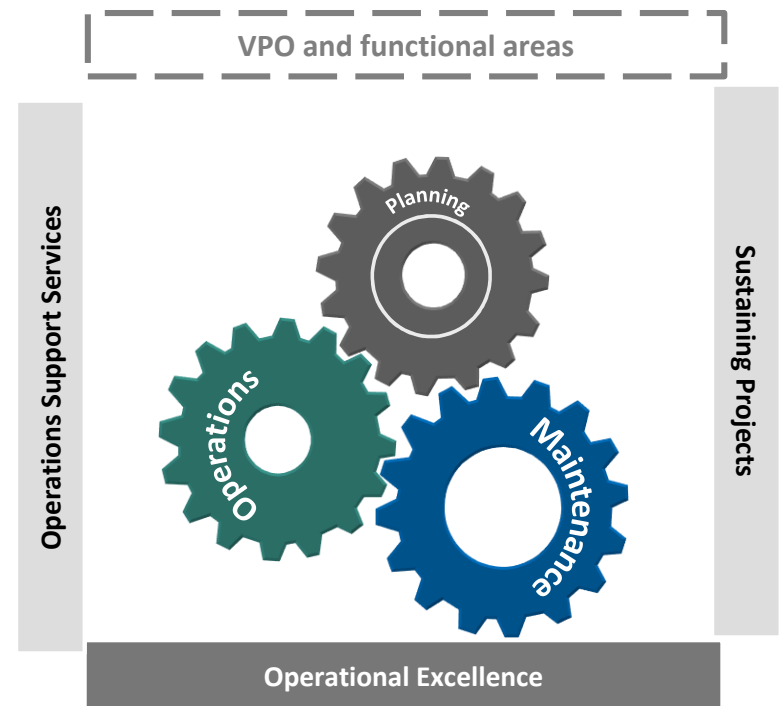 VPO and functional areas
Operations Support Services
Planning
Operations
Maintenance
Sustaining Projects
Operational Excellence